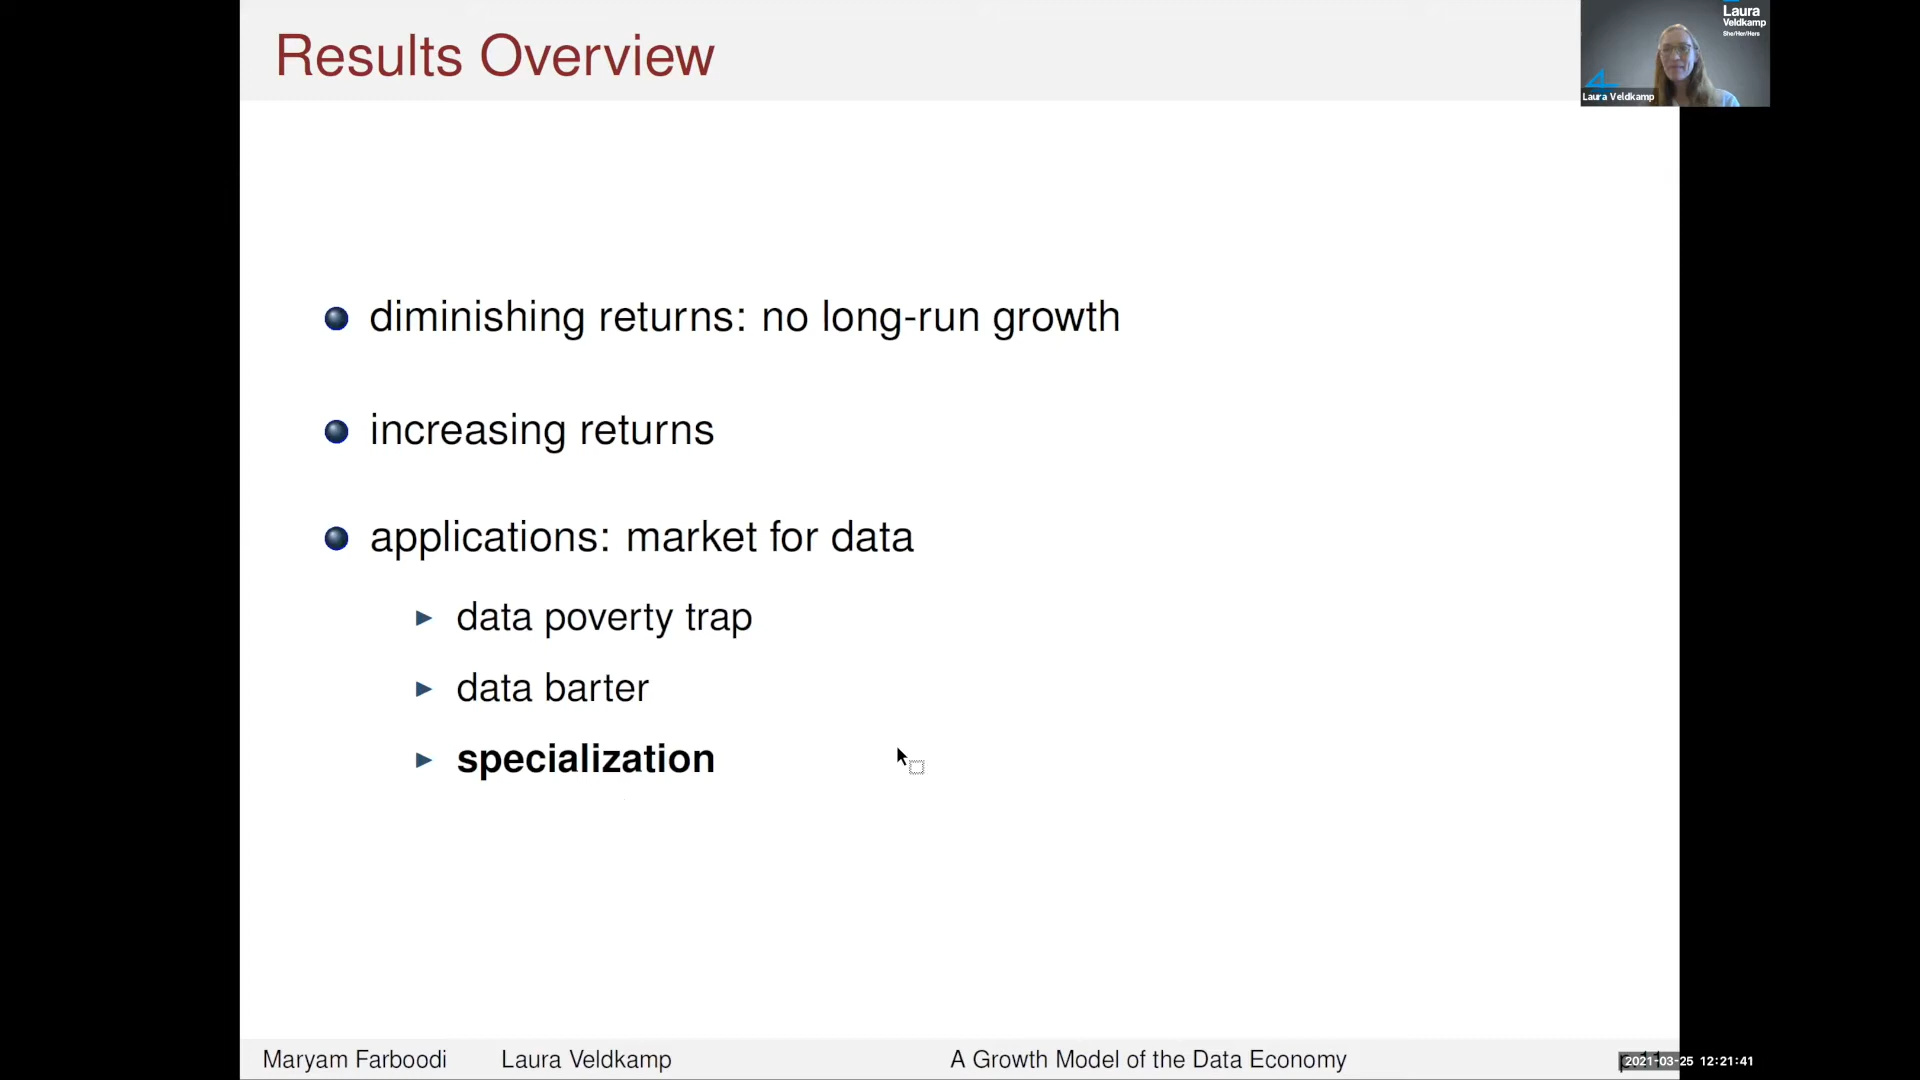 Results Overview
Laura
Veldkamp
She/Her/Hers
Laura Veldkamp
diminishing returns: no long-run growth
increasing returns
applications: market for data
data poverty trap
data barter
specialization
Maryam Farboodi Laura Veldkamp A Growth Model of the Data Economy
2021-03-25 12:21:41